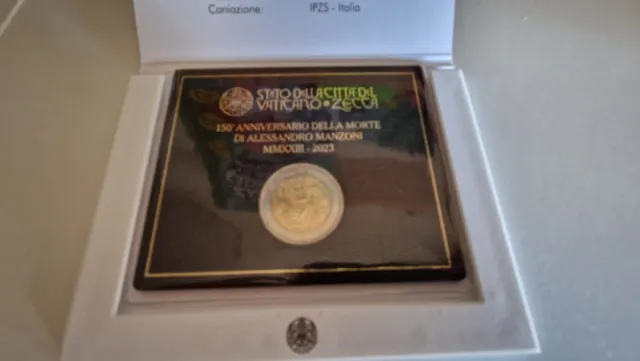 Coniazione: IPZS - Italia
STATO DELLA CITTÀ DEL
VATICANO • ZECCA
150° ANNIVERSARIO DELLA MORTE
DI ALESSANDRO MANZONI
MMXXIII - 2023